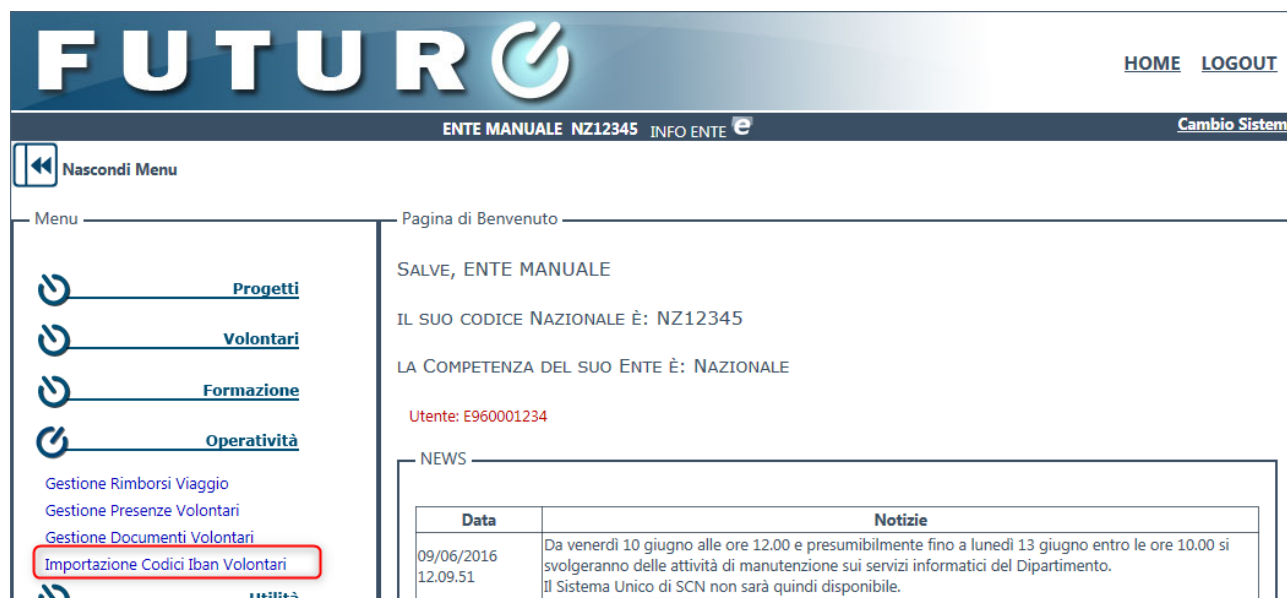 FUTURO
HOME LOGOUT
ENTE MANUALE NZ12345 INFO ENTE e
Cambio Sistem
Nascondi Menu
Menu
Progetti
Volontari
Formazione
Operatività
Gestione Rimborsi Viaggio
Gestione Presenze Volontari
Gestione Documenti Volontari
Importazione Codici Iban Volontari
Utilità
Pagina di Benvenuto
SALVE, ENTE MANUALE
IL SUO CODICE NAZIONALE È: NZ12345
LA COMPETENZA DEL SUO ENTE È: NAZIONALE
Utente: E960001234
NEWS
Data Notizie
09/06/2016
12.09.51
Da venerdì 10 giugno alle ore 12.00 e presumibilmente fino a lunedì 13 giugno entro le ore 10.00 si
svolgeranno delle attività di manutenzione sui servizi informatici del Dipartimento.
Il Sistema Unico di SCN non sarà quindi disponibile.